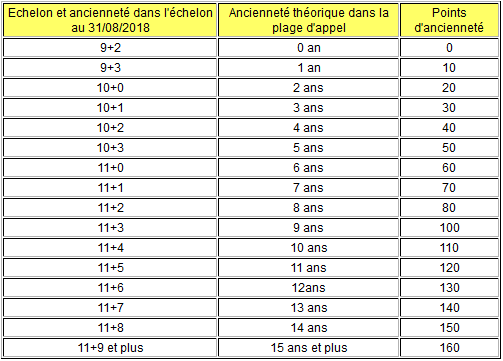 Echelon et ancienneté dans l'échelon au 31/08/2018 Ancienneté théorique dans la plage d'appel Points d'ancienneté
9+2 0 an 0
9+3 1 an 10
10+0 2 ans 20
10+1 3 ans 30
10+2 4 ans 40
10+3 5 ans 50
11+0 6 ans 60
11+1 7 ans 70
11+2 8 ans 80
11+3 9 ans 100
11+4 10 ans 110
11+5 11 ans 120
11+6 12ans 130
11+7 13 ans 140
11+8 14 ans 150
11+9 et plus 15 ans et plus 160